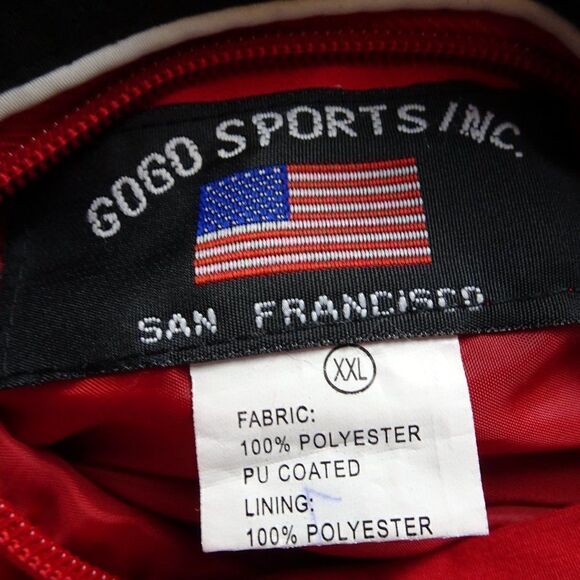 GOGO SPORTS INC.
SAN FRANCISCO
XXL
FABRIC:
100% POLYESTER
PU COATED
LINING:
100% POLYESTER